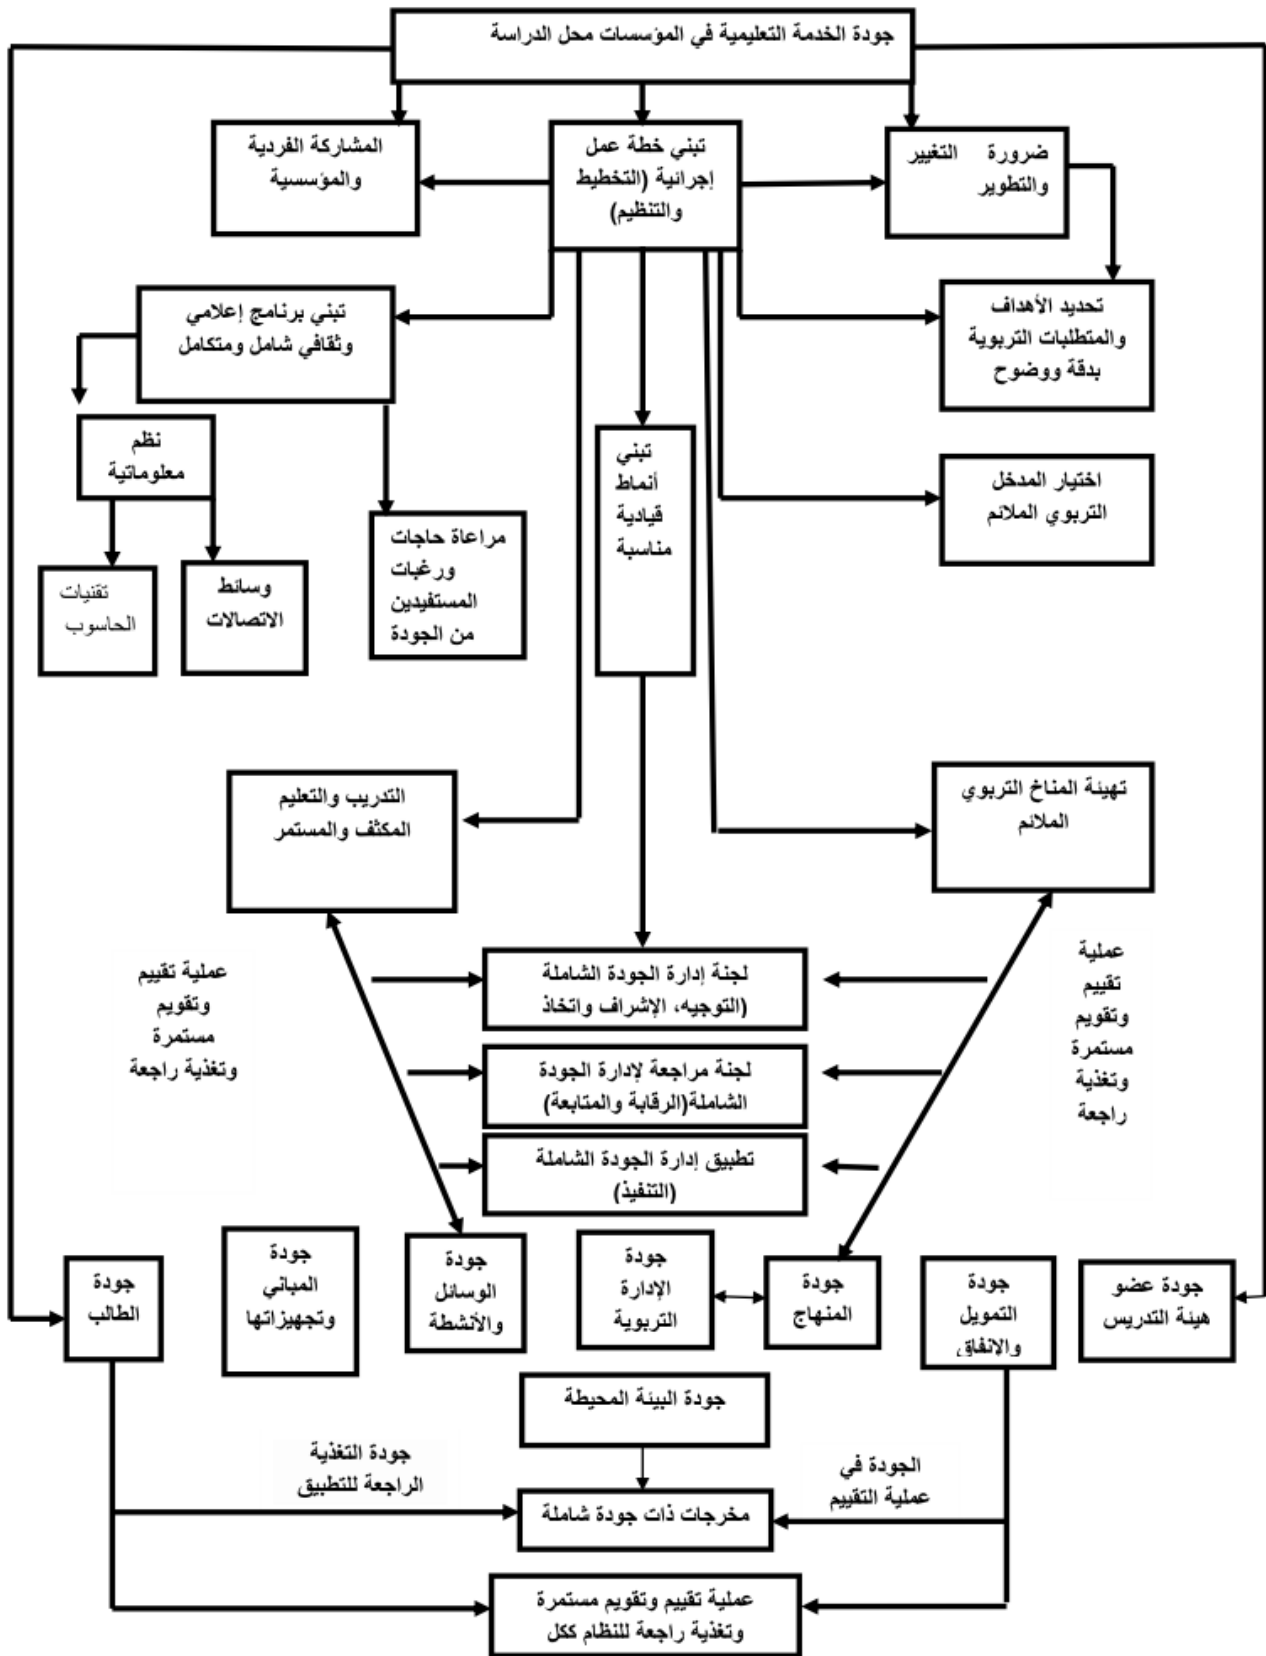 جودة الخدمة التعليمية في المؤسسات محل الدراسة
ضرورة التغيير
والتطوير
تبني خطة عمل
إجرائية (التخطيط
والتنظيم)
المشاركة الفردية
والمؤسسية
تحديد الأهداف
والمتطلبات التربوية
بدقة ووضوح
تبني برنامج إعلامي
وثقافي شامل ومتكامل
اختيار المدخل
التربوي الملائم
تبني
أنماط
قيادية
مناسبة
نظم
معلوماتية
مراعاة حاجات
ورغبات
المستفيدين
من الجودة
وسائط
الاتصالات
تقنيات
الحاسوب
تهيئة المناخ التربوي
الملائم
التدريب والتعليم
المكثف والمستمر
عملية
تقييم
وتقويم
مستمرة
وتغذية
راجعة
لجنة إدارة الجودة الشاملة
(التوجيه، الإشراف واتخاذ
لجنة مراجعة لإدارة الجودة
الشاملة(الرقابة والمتابعة)
تطبيق إدارة الجودة الشاملة
(التنفيذ)
عملية تقييم
وتقويم
مستمرة
وتغذية راجعة
جودة عضو
هيئة التدريس
جودة
التمويل
والإنفاق
جودة
المنهاج
جودة
الإدارة
التربوية
جودة
الوسائل
والأنشطة
جودة
المباني
وتجهيزاتها
جودة
الطالب
جودة البيئة المحيطة
الجودة في
عملية التقييم
جودة التغذية
الراجعة للتطبيق
مخرجات ذات جودة شاملة
عملية تقييم وتقويم مستمرة
وتغذية راجعة للنظام ككل